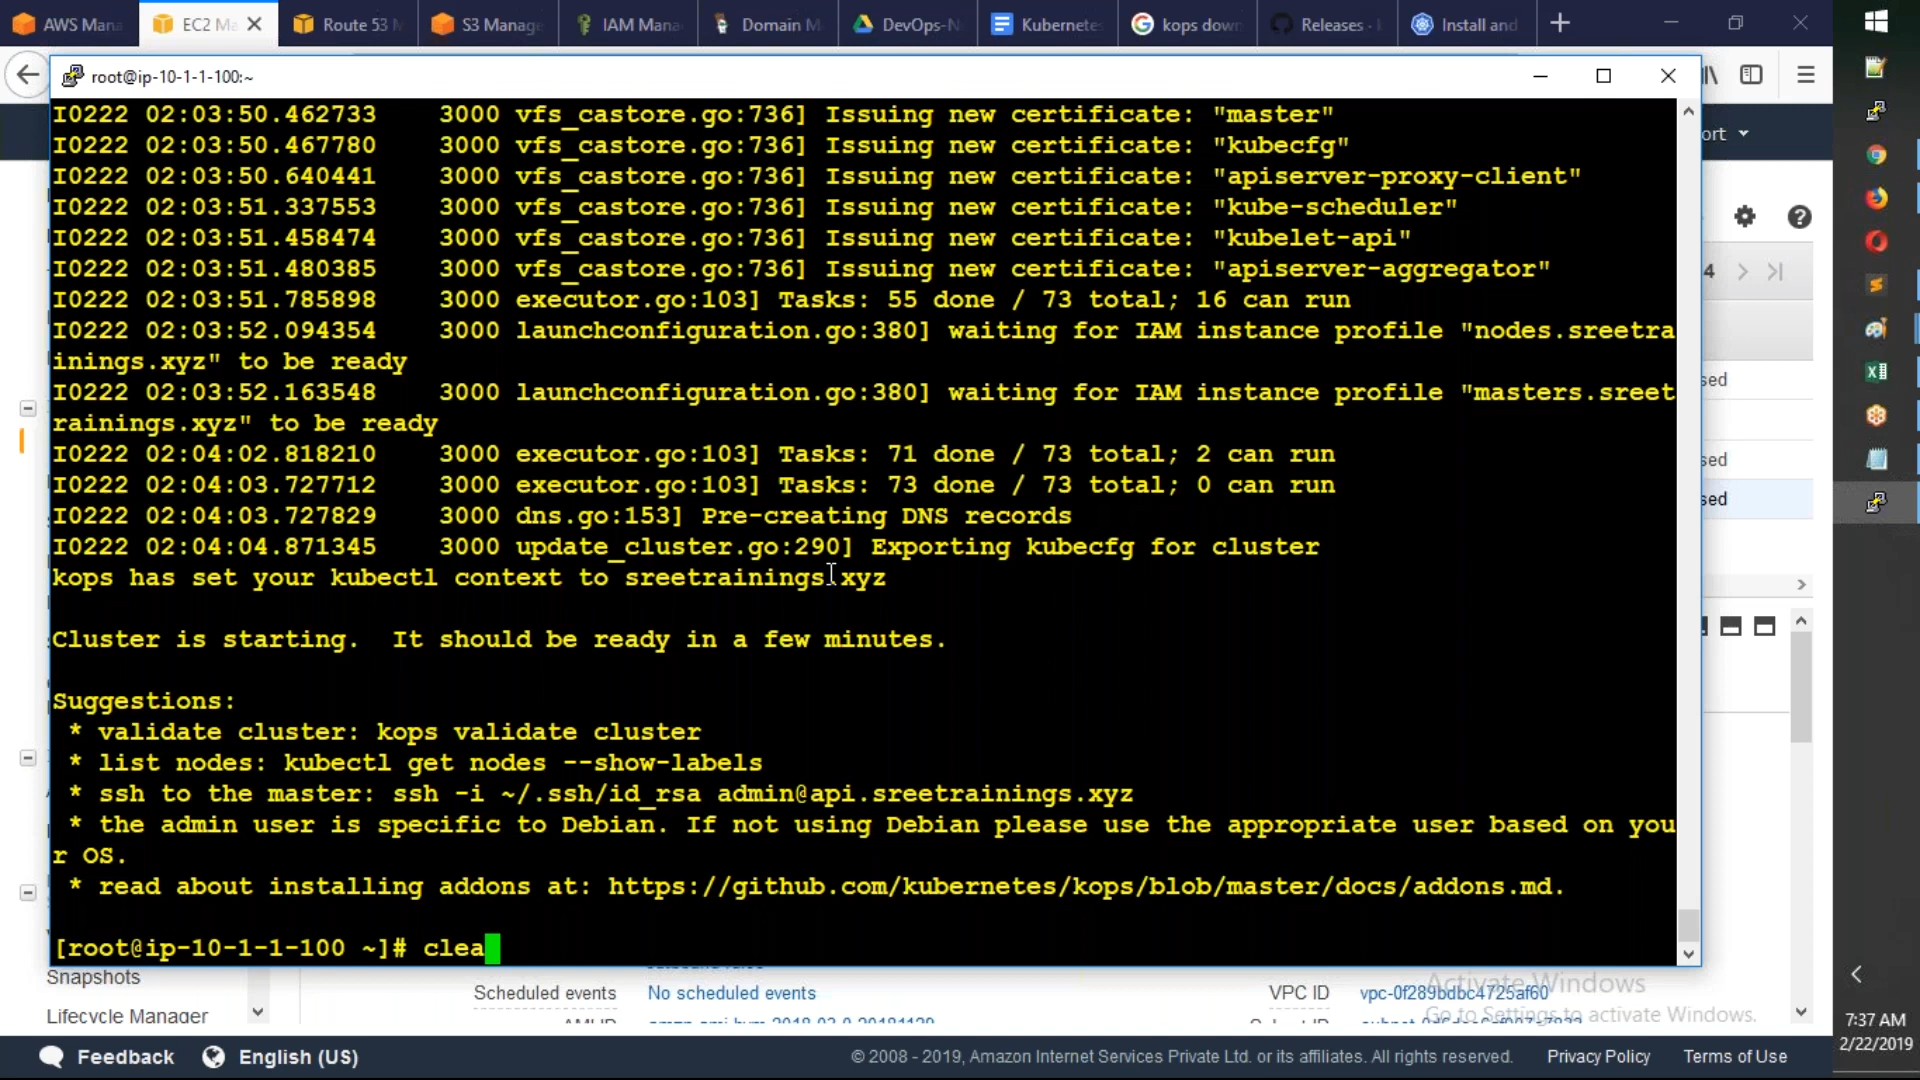 AWS Mana
EC2 Ma
Route 53 M
S3 Manage
IAM Mana
Domain M
DevOps-N
Kubernetes
kops down
Releases ·
Install and
root@ip-10-1-1-100:~
I0222 02:03:50.462733    3000 vfs_castore.go:736] Issuing new certificate: "master"
I0222 02:03:50.467780    3000 vfs_castore.go:736] Issuing new certificate: "kubecfg"
I0222 02:03:50.640441    3000 vfs_castore.go:736] Issuing new certificate: "apiserver-proxy-client"
I0222 02:03:51.337553    3000 vfs_castore.go:736] Issuing new certificate: "kube-scheduler"
I0222 02:03:51.458474    3000 vfs_castore.go:736] Issuing new certificate: "kubelet-api"
I0222 02:03:51.480385    3000 vfs_castore.go:736] Issuing new certificate: "apiserver-aggregator"
I0222 02:03:51.785898    3000 executor.go:103] Tasks: 55 done / 73 total; 16 can run
I0222 02:03:52.094354    3000 launchconfiguration.go:380] waiting for IAM instance profile "nodes.sreetra
inings.xyz" to be ready
I0222 02:03:52.163548    3000 launchconfiguration.go:380] waiting for IAM instance profile "masters.sreet
rainings.xyz" to be ready
I0222 02:04:02.818210    3000 executor.go:103] Tasks: 71 done / 73 total; 2 can run
I0222 02:04:03.727712    3000 executor.go:103] Tasks: 73 done / 73 total; 0 can run
I0222 02:04:03.727829    3000 dns.go:153] Pre-creating DNS records
I0222 02:04:04.871345    3000 update_cluster.go:290] Exporting kubecfg for cluster
kops has set your kubectl context to sreetrainings.xyz
Cluster is starting.  It should be ready in a few minutes.
Suggestions:
* validate cluster: kops validate cluster
* list nodes: kubectl get nodes --show-labels
* ssh to the master: ssh -i ~/.ssh/id_rsa admin@api.sreetrainings.xyz
* the admin user is specific to Debian. If not using Debian please use the appropriate user based on you
r OS.
* read about installing addons at: https://github.com/kubernetes/kops/blob/master/docs/addons.md.
[root@ip-10-1-1-100 ~]# clea
ort
4
sed
sed
sed
Snapshots
Lifecycle Manager
Scheduled events No scheduled events
VPC ID vpc-0f289bdbc4725af60
Activate Windows
Go to Settings to activate Windows.
Feedback
English (US)
© 2008 - 2019, Amazon Internet Services Private Ltd. or its affiliates. All rights reserved.
Privacy Policy
Terms of Use
7:37 AM
2/22/2019